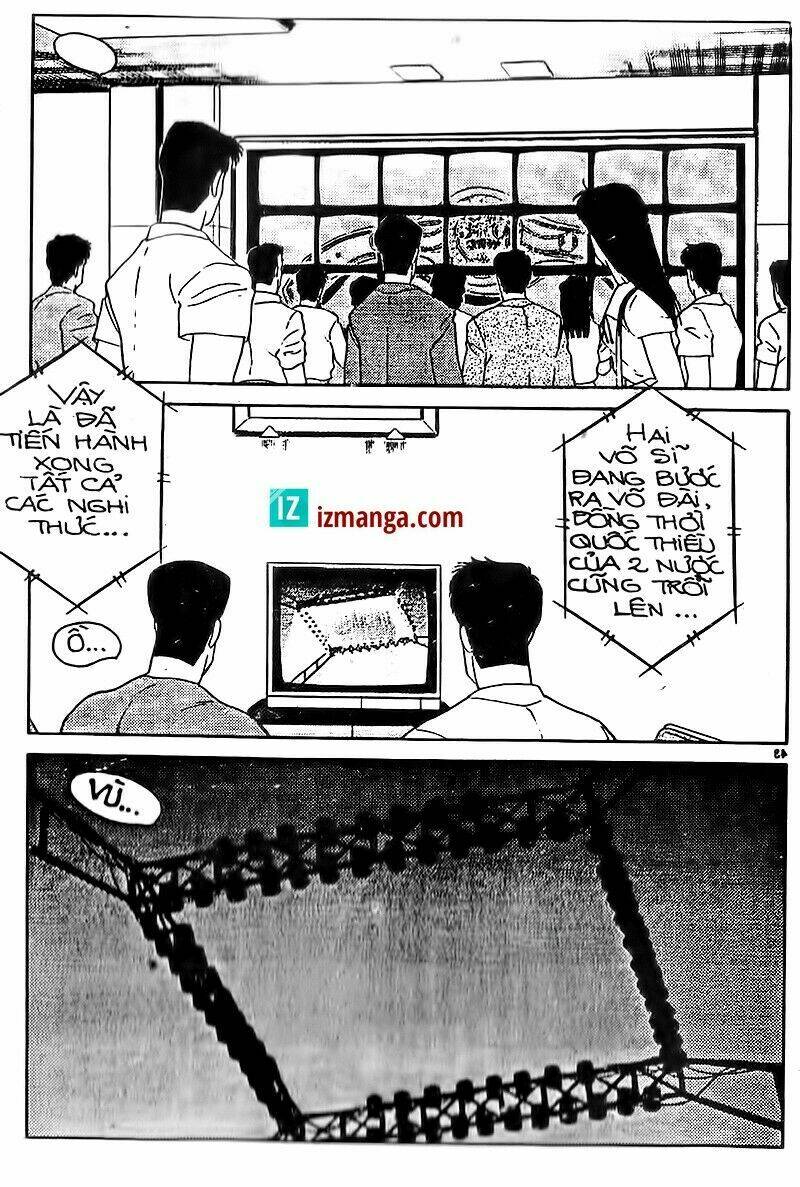 VẬY
LÀ ĐÃ
TIẾN HÀNH
XONG
TẤT CẢ
CÁC NGHI
THỨC...
HAI
VÕ SĨ
ĐANG BƯỚC
RA VÕ ĐÀI,
ĐỒNG THỜI
QUỐC THIỀU
CỦA 2 NƯỚC
CŨNG TRỖI
LÊN ...
IZ izmanga.com
Ồ...
43
VÙ...